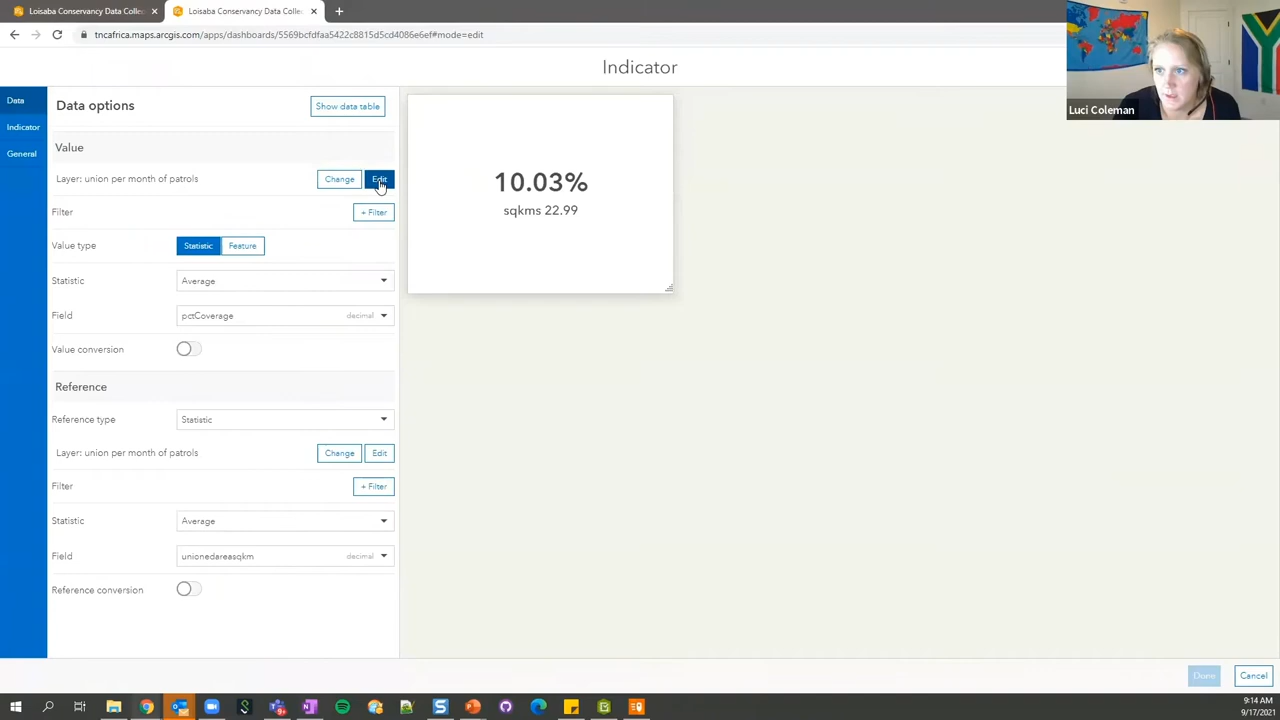 Loisaba Conservancy Data Collec
Loisaba Conservancy Data Collec
tncafrica.maps.arcgis.com/apps/dashboards/5569bcfdfaa5422c8815d5cd4086e6ef#mode=edit
Indicator
Luci Coleman
Data
Indicator
General
Data options
Show data table
Value
Layer: union per month of patrols
Change
Edit
Filter
+ Filter
Value type
Statistic
Feature
Statistic
Average
Field
pctCoverage
decimal
Value conversion
Reference
Reference type
Statistic
Layer: union per month of patrols
Change
Edit
Filter
+ Filter
Statistic
Average
Field
unionedareasqkm
decimal
Reference conversion
10.03%
sqkms 22.99
Done
Cancel
9:14 AM
9/17/2021